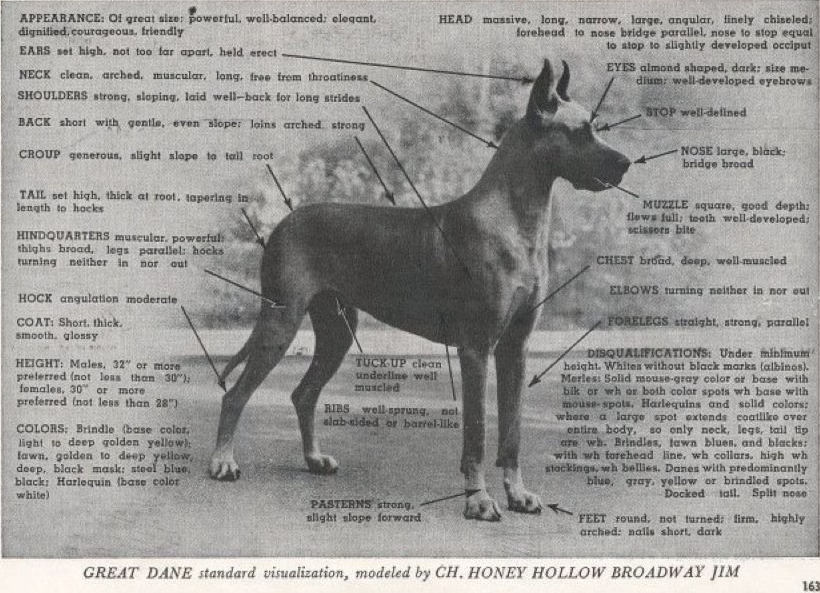 APPEARANCE: Of great size; powerful, well-balanced; elegant,
dignified, courageous, friendly
EARS set high, not too far apart, held erect
NECK clean, arched, muscular, long, free from throatiness
SHOULDERS strong, sloping, laid well-back for long strides
BACK short with gentle, even slope; loins arched, strong
CROUP generous, slight slope to tail root
TAIL set high, thick at root, tapering in
length to hocks
HINDQUARTERS muscular, powerful;
thighs broad, legs parallel; hocks
turning neither in nor out
HOCK angulation moderate
COAT: Short, thick,
smooth, glossy
HEIGHT: Males, 32" or more
preferred (not less than 30");
females, 30" or more
preferred (not less than 28")
COLORS: Brindle (base color,
light to deep golden yellow);
fawn, golden to deep yellow,
deep, black mask; steel blue,
black; Harlequin (base color
white)
HEAD massive, long, narrow, large, angular, finely chiseled;
forehead to nose bridge parallel, nose to stop equal
to stop to slightly developed occiput
EYES almond shaped, dark; size me-
dium; well-developed eyebrows
STOP well-defined
NOSE large, black;
bridge broad
MUZZLE square, good depth;
flews full; teeth well-developed;
scissors bite
CHEST broad, deep, well-muscled
ELBOWS turning neither in nor out
FORELEGS straight, strong, parallel
DISQUALIFICATIONS: Under minimum
height. Whites without black marks (albinos).
Merles: Solid mouse-gray color or base with
blk or wh or both color spots wh base with
mouse-spots. Harlequins and solid colors;
where a large spot extends coatlike over
entire body, so only neck, legs, tail tip
are wh. Brindles, fawn blues, and blacks;
with wh forehead line, wh collars, high wh
stockings, wh bellies. Danes with predominantly
blue, gray, yellow or brindled spots.
Docked tail. Split nose
TUCK-UP clean
underline well
muscled
RIBS well-sprung, not
slab-sided or barrel-like
PASTERNS strong,
slight slope forward
FEET round, not turned; firm, highly
arched; nails short, dark
GREAT DANE standard visualization, modeled by CH. HONEY HOLLOW BROADWAY JIM
163